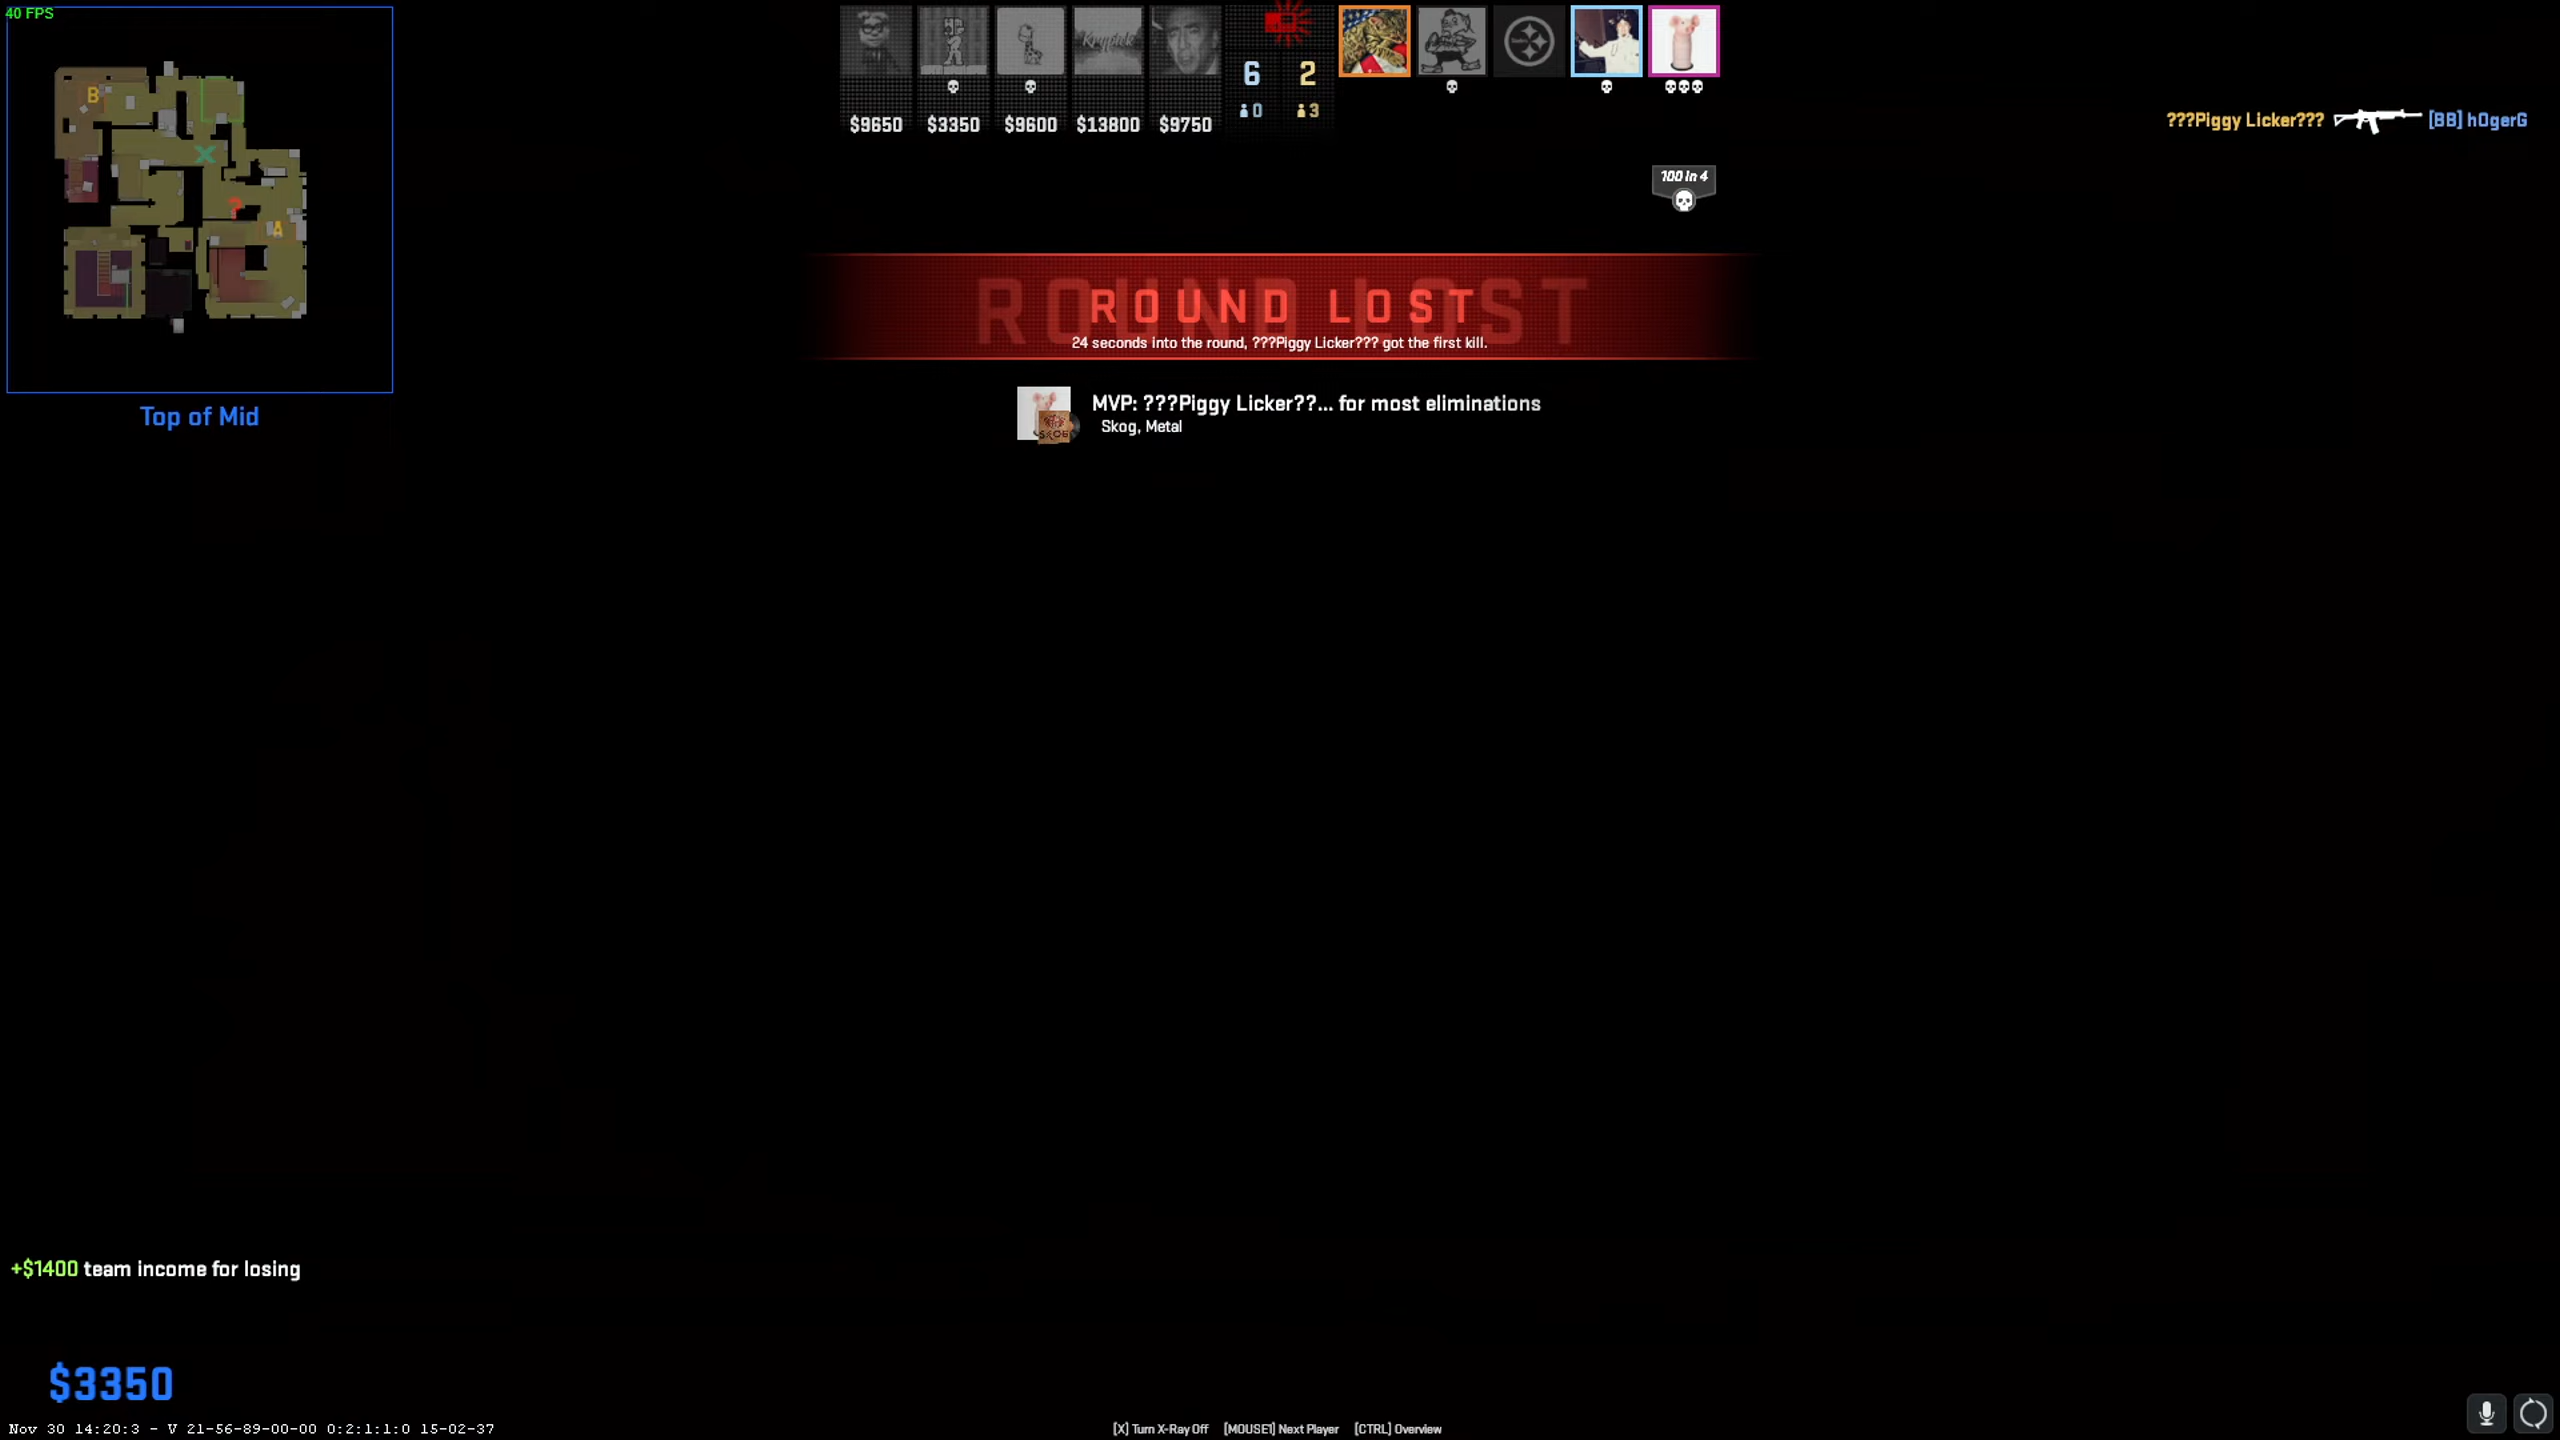 40 FPS
B
A
Top of Mid
Kryptek
6 2
0 3
$9650 $3350 $9600 $13800 $9750
???Piggy Licker??? [BB] h0gerG
100 in 4
ROUND LOST
24 seconds into the round, ???Piggy Licker??? got the first kill.
MVP: ???Piggy Licker??... for most eliminations
SKOG
Skog, Metal
+$1400 team income for losing
$3350
Nov 30 14:20:3 - V 21-56-89-00-00 0:2:1:1:0 15-02-37
[X] Turn X-Ray Off [MOUSE1] Next Player [CTRL] Overview